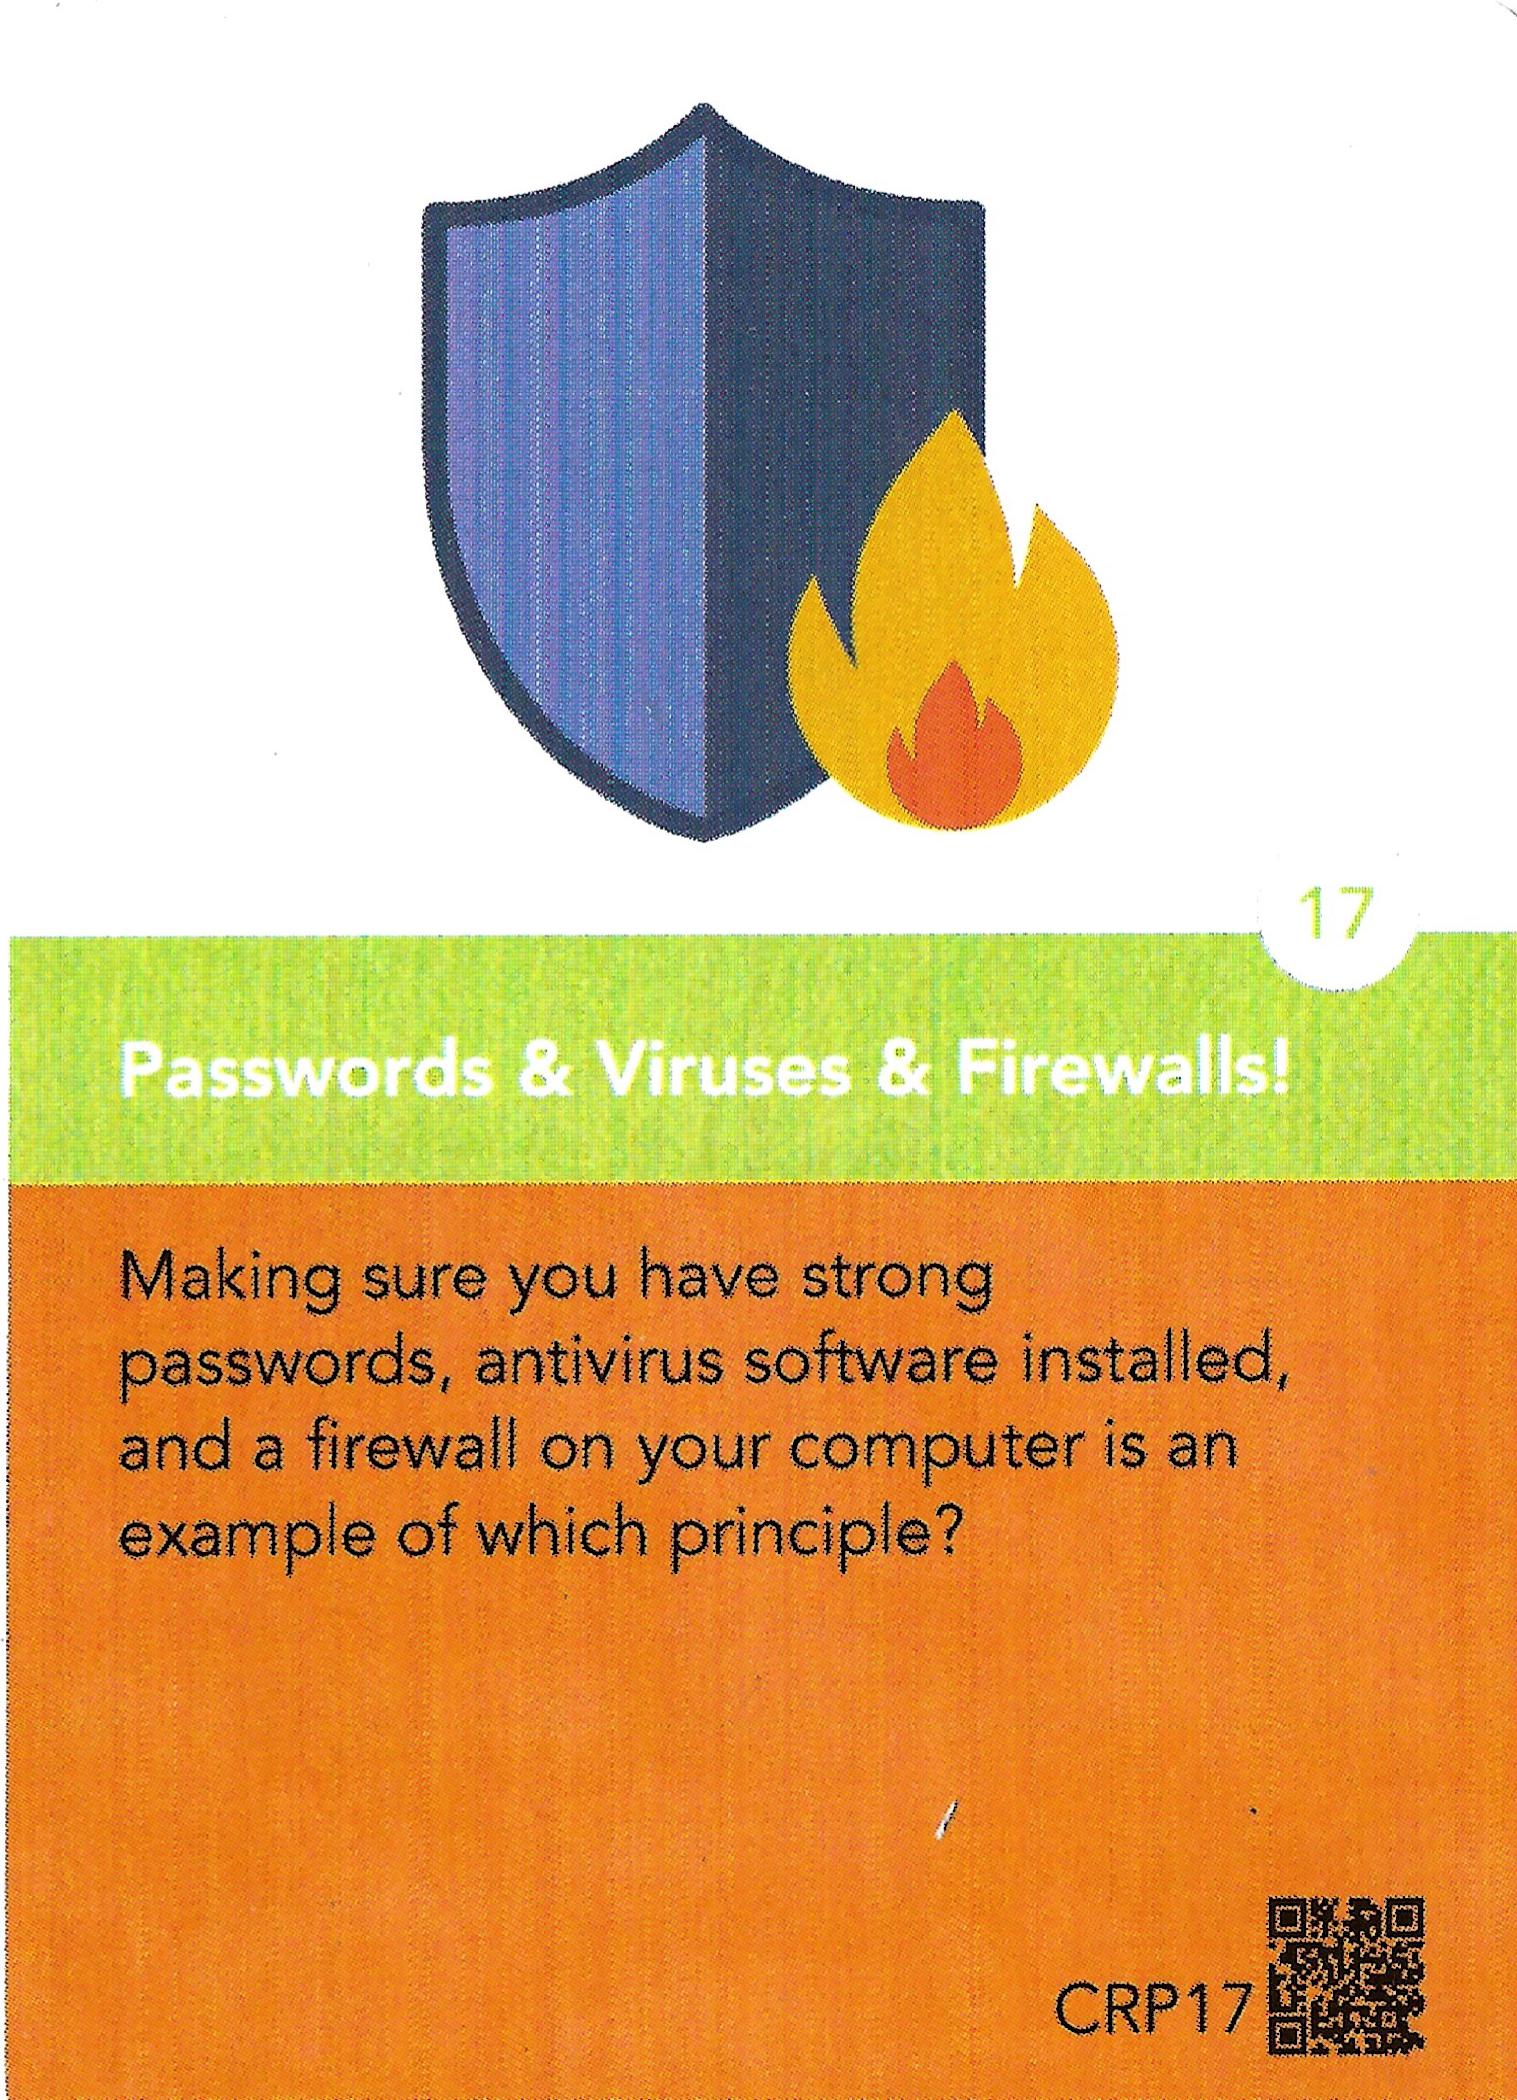 17
Passwords & Viruses & Firewalls!
Making sure you have strong
passwords, antivirus software installed,
and a firewall on your computer is an
example of which principle?
CRP17